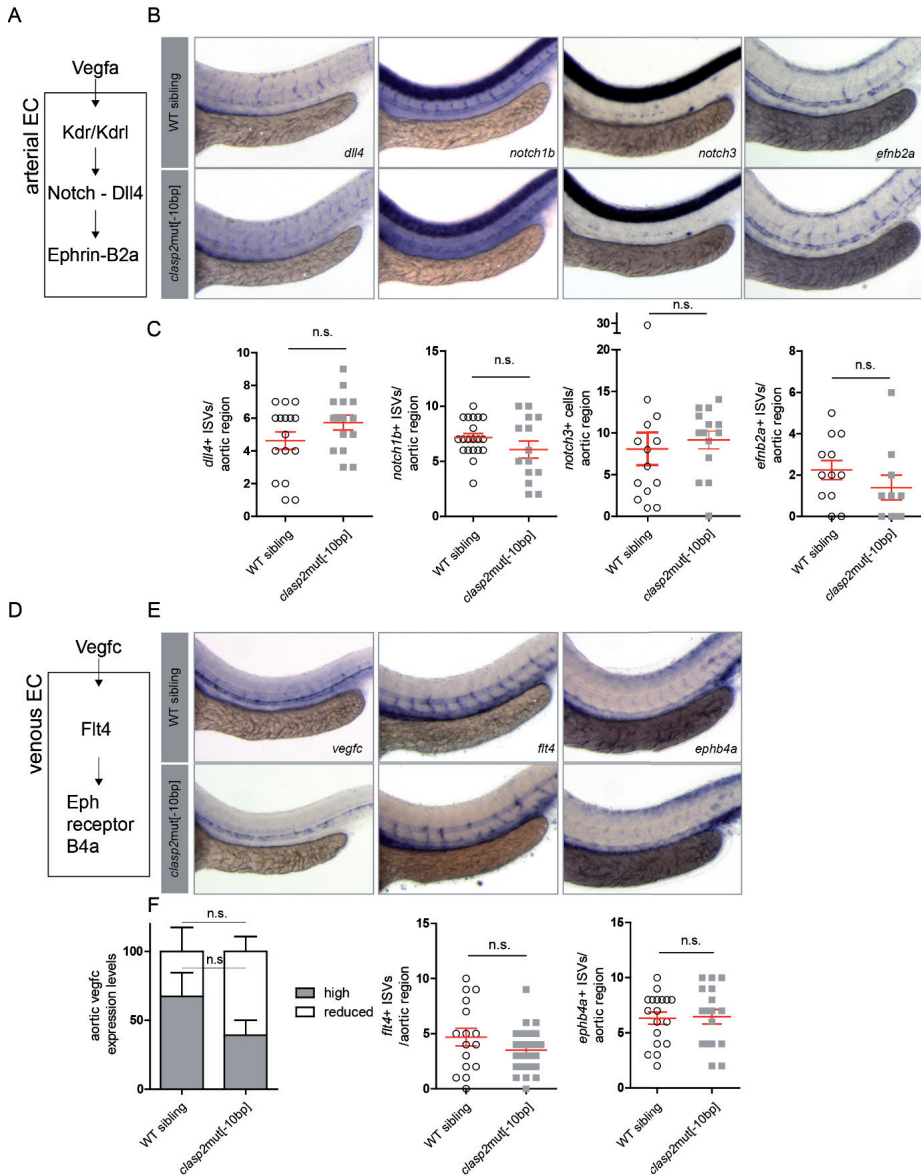 A
Vegfa
arterial EC
Kdr/Kdrl
Notch - Dll4
Ephrin-B2a
B
WT sibling
dll4
notch1b
notch3
efnb2a
clasp2mut[-10bp]
C
n.s.
dll4+ ISVs/
aortic region
10
8
6
4
2
0
WT sibling
clasp2mut[-10bp]
n.s.
notch1b+ ISVs/
aortic region
15
10
5
0
WT sibling
clasp2mut[-10bp]
n.s.
notch3+ cells/
aortic region
30
20
15
10
5
0
WT sibling
clasp2mut[-10bp]
n.s.
efnb2a+ ISVs/
aortic region
8
6
4
2
0
WT sibling
clasp2mut[-10bp]
D
Vegfc
venous EC
Flt4
Eph
receptor
B4a
E
WT sibling
vegfc
flt4
ephb4a
clasp2mut[-10bp]
F
n.s.
n.s
aortic vegfc
expression levels
100
50
0
high
reduced
WT sibling
clasp2mut[-10bp]
n.s.
flt4+ ISVs
/aortic region
15
10
5
0
WT sibling
clasp2mut[-10bp]
n.s.
ephb4a+ ISVs/
aortic region
15
10
5
0
WT sibling
clasp2mut[-10bp]